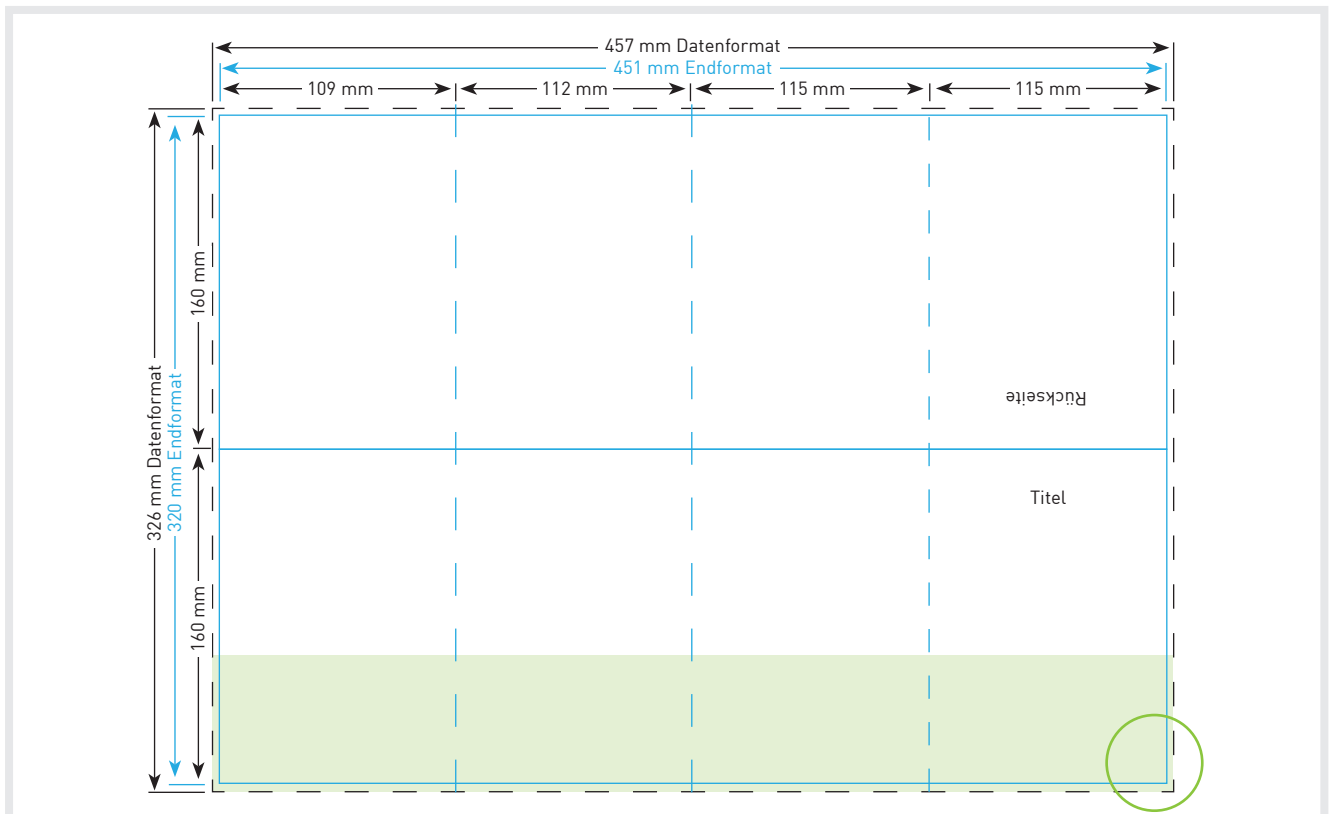 457 mm Datenformat
451 mm Endformat
109 mm
112 mm
115 mm
115 mm
326 mm Datenformat
320 mm Endformat
160 mm
160 mm
Rückseite
Titel